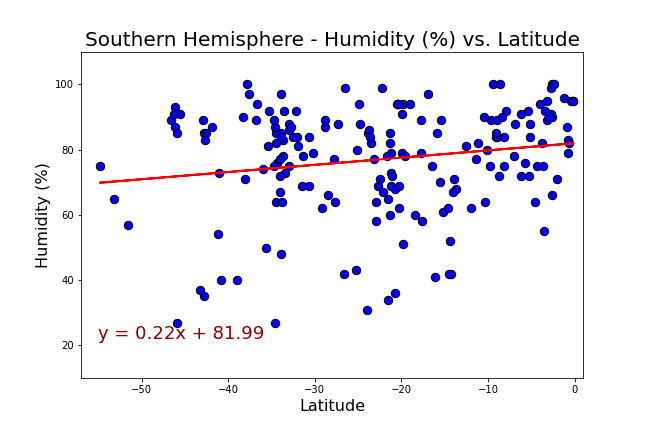 Southern Hemisphere - Humidity (%) vs. Latitude
100
80
60
40
20
Humidity (%)
y = 0.22x + 81.99
−50
−40
−30
−20
−10
0
Latitude